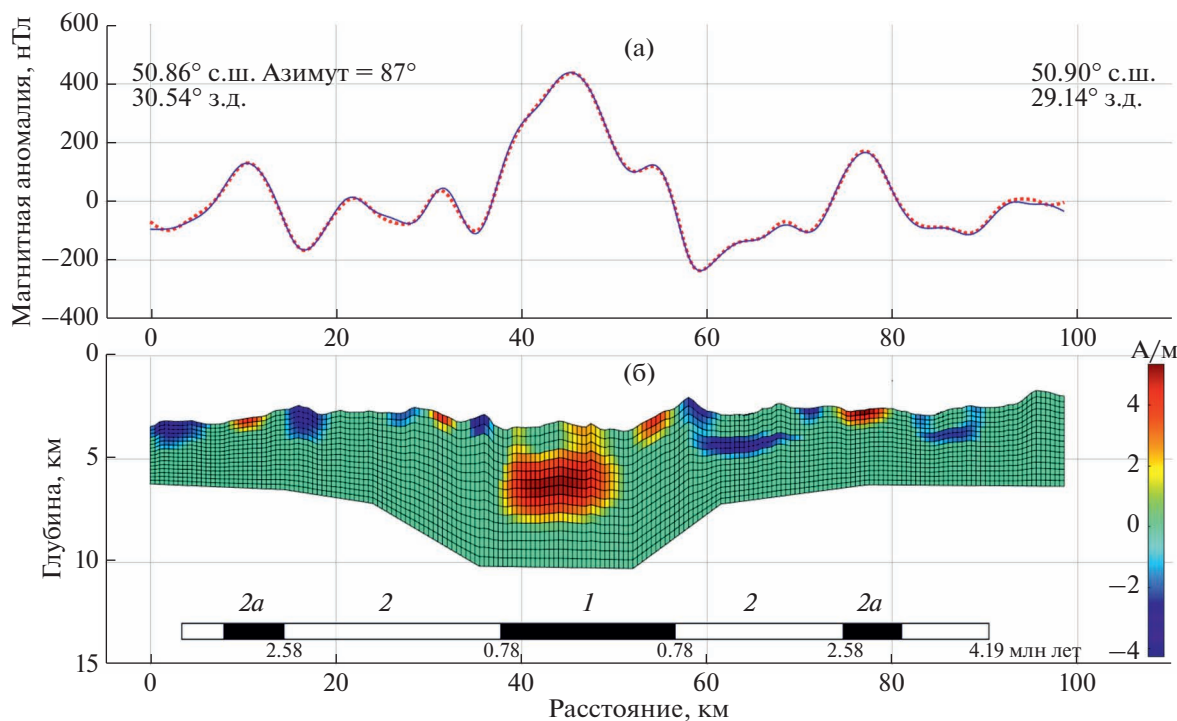 600
(а)
50.86° с.ш. Азимут = 87°
50.90° с.ш.
30.54° з.д.
29.14° з.д.
400
200
0
−200
−400
Магнитная аномалия, нТл
0 20 40 60 80 100
А/м
0
(б)
4
5
2
0
10
−2
−4
15
Глубина, км
2а 2 1 2 2а
2.58 0.78 0.78 2.58 4.19 млн лет
0 20 40 60 80 100
Расстояние, км